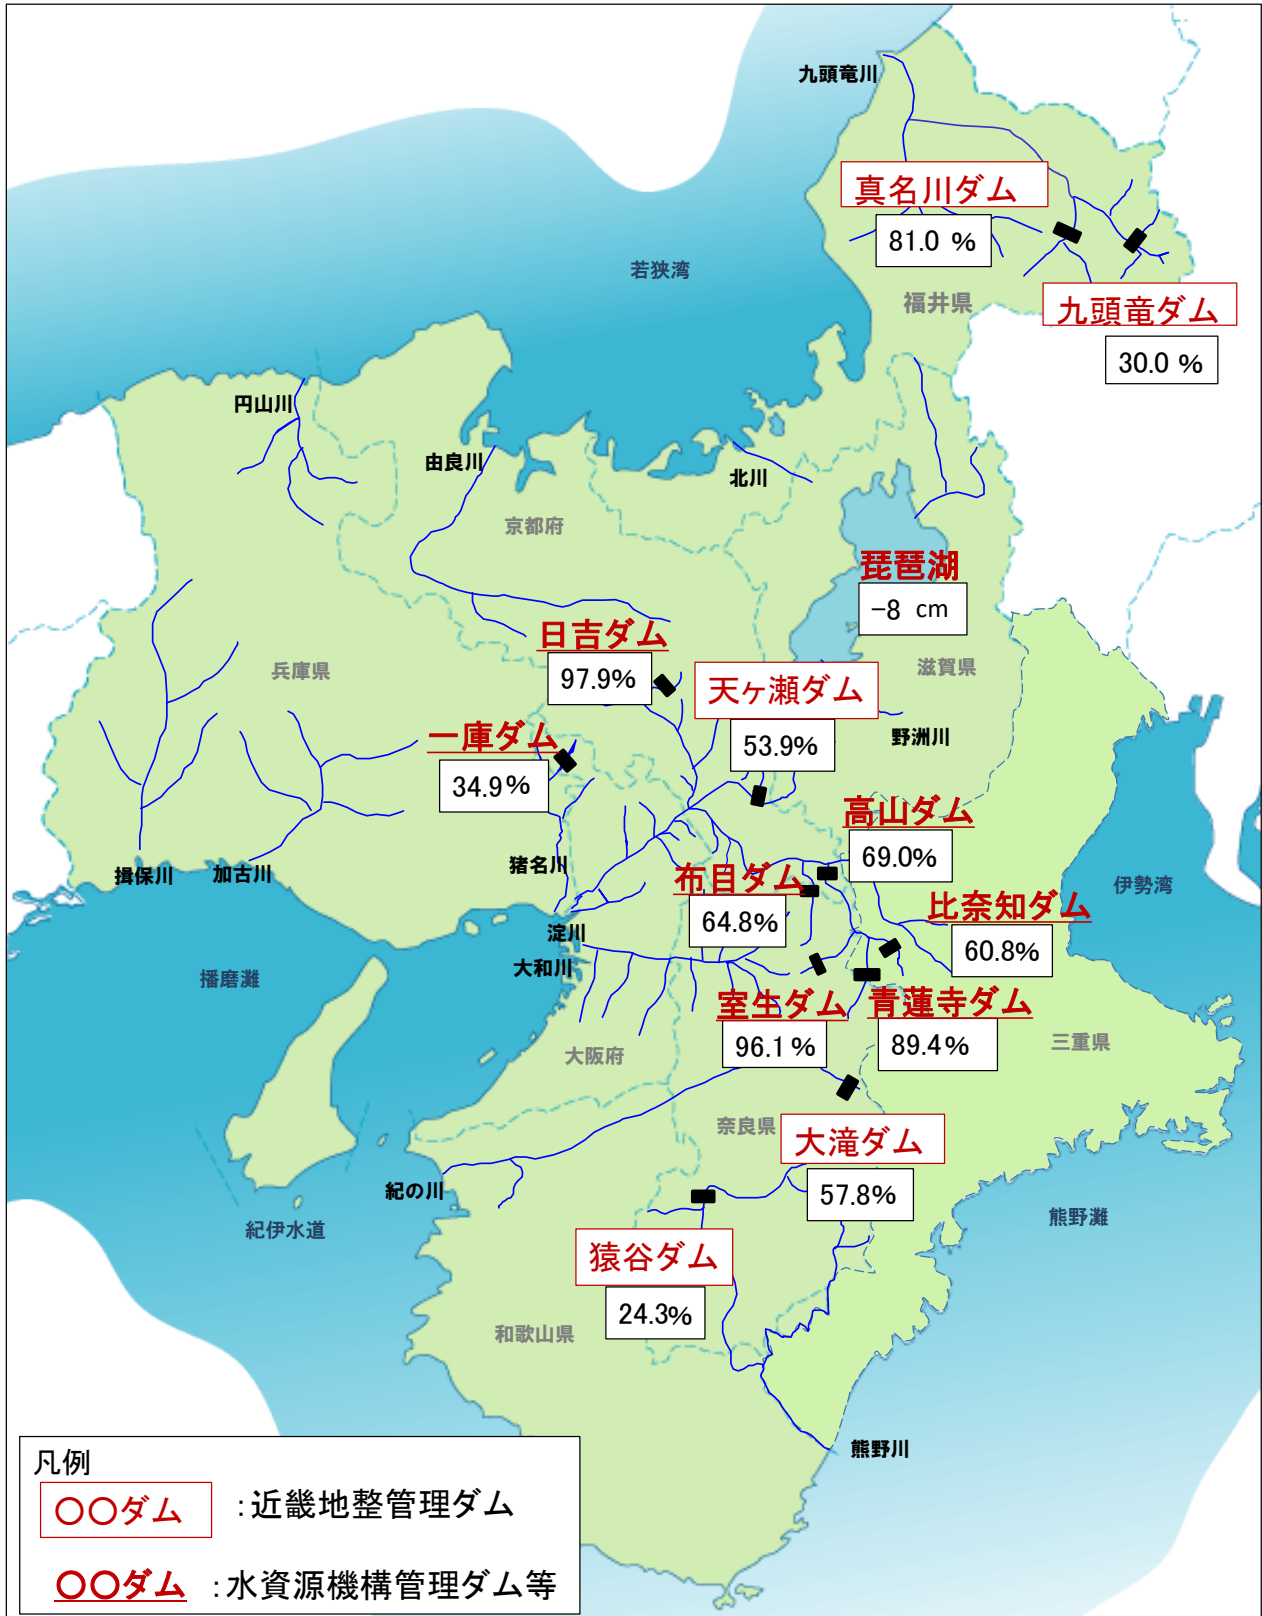 九頭竜川
真名川ダム
81.0 %
若狭湾
福井県
九頭竜ダム
30.0 %
円山川
由良川
北川
京都府
琵琶湖
-8 cm
日吉ダム
97.9%
兵庫県
滋賀県
天ヶ瀬ダム
53.9%
野洲川
一庫ダム
34.9%
高山ダム
69.0%
猪名川
揖保川
加古川
布目ダム
64.8%
伊勢湾
比奈知ダム
60.8%
淀川
大和川
播磨灘
室生ダム
96.1%
青蓮寺ダム
89.4%
大阪府
三重県
奈良県
大滝ダム
57.8%
紀の川
紀伊水道
熊野灘
猿谷ダム
24.3%
和歌山県
熊野川
凡例
〇〇ダム :近畿地整管理ダム
〇〇ダム :水資源機構管理ダム等